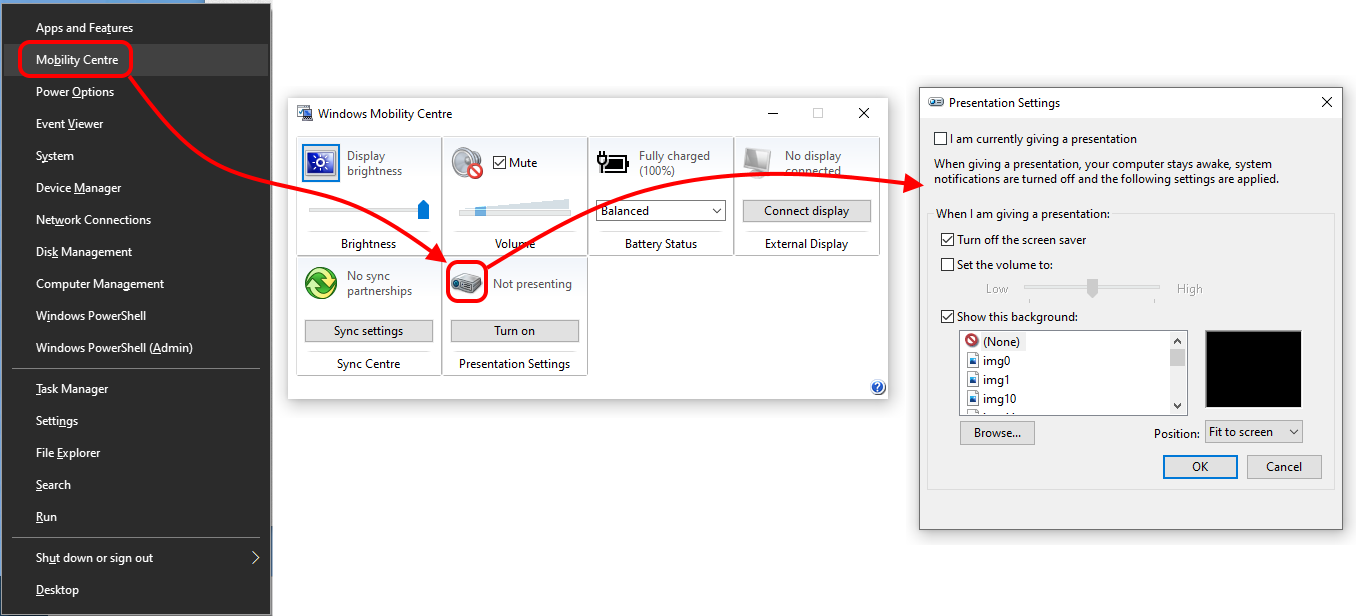 Apps and Features
Mobility Centre
Power Options
Event Viewer
System
Device Manager
Network Connections
Disk Management
Computer Management
Windows PowerShell
Windows PowerShell (Admin)
Task Manager
Settings
File Explorer
Search
Run
Shut down or sign out
Desktop
Windows Mobility Centre
Display
brightness
Brightness
Mute
Volume
Fully charged
(100%)
Balanced
Battery Status
No display
connected
Connect display
External Display
No sync
partnerships
Sync settings
Sync Centre
Not presenting
Turn on
Presentation Settings
Presentation Settings
I am currently giving a presentation
When giving a presentation, your computer stays awake, system
notifications are turned off and the following settings are applied.
When I am giving a presentation:
Turn off the screen saver
Set the volume to:
Low
High
Show this background:
(None)
img0
img1
img10
Browse...
Position:
Fit to screen
OK
Cancel